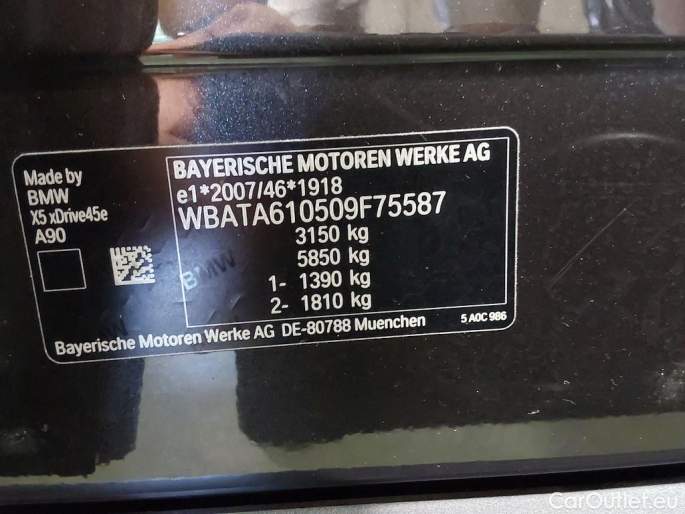 BAYERISCHE MOTOREN WERKE AG
e1*2007/46*1918
WBATA610509F75587
3150 kg
5850 kg
1- 1390 kg
2- 1810 kg
Made by
BMW
X5 xDrive45e
A90
BMW
Bayerische Motoren Werke AG DE-80788 Muenchen
5 A0C 986
CarOutlet.eu